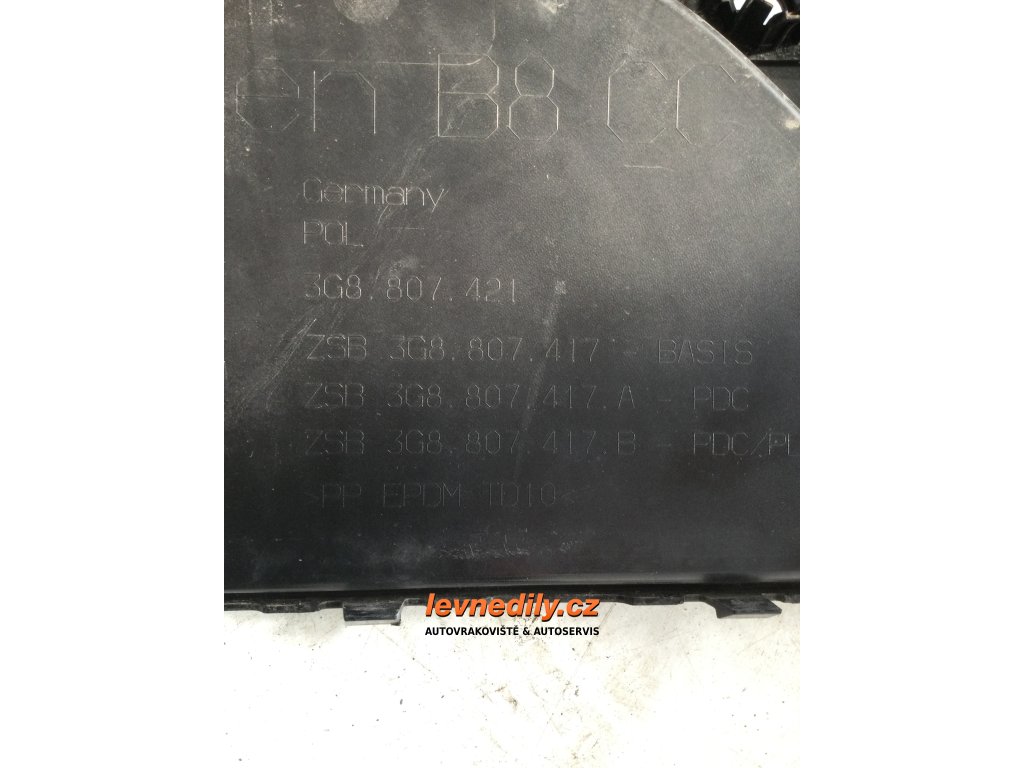 en B8 CC
Germany
POL
3G8.807.421
ZSB 3G8.807.417 - BASIS
ZSB 3G8.807.417.A - PDC
ZSB 3G8.807.417.B - PDC/PL
>PP EPDM TD10<
levnedily.cz
AUTOVRAKOVIŠTĚ & AUTOSERVIS